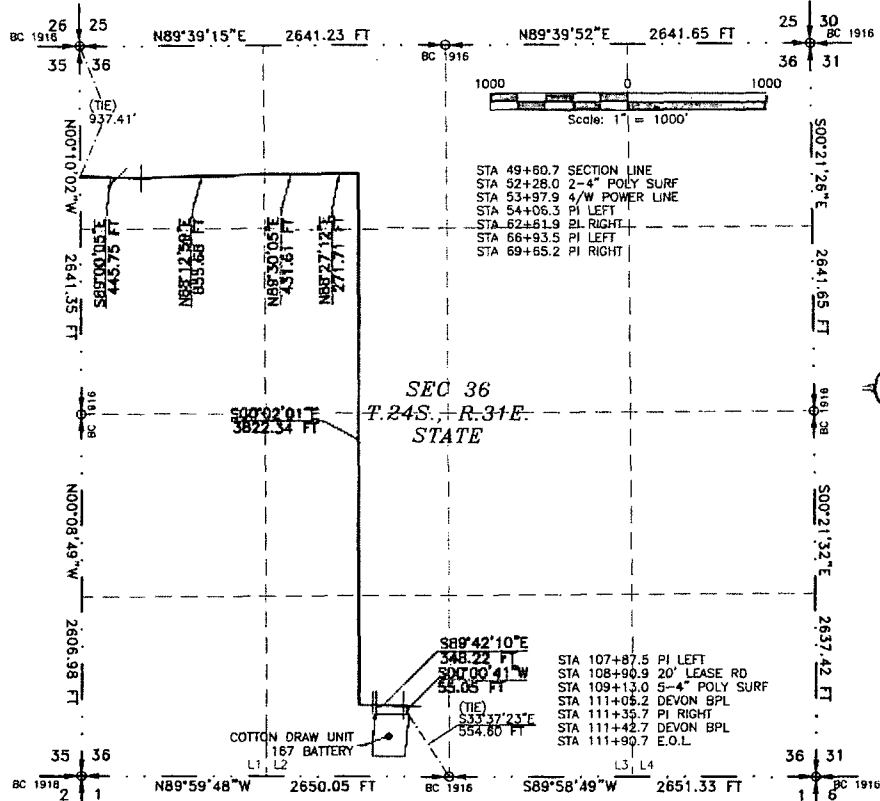 26 25
BC 1916
35 36
N89°39'15"E 2641.23 FT
BC 1916
N89°39'52"E 2641.65 FT
25 30
BC 1916
36 31
(TIE)
937.41'
1000 0 1000
Scale: 1" = 1000'
N00°10'02"W
2641.35 FT
S00°21'26"E
2641.65 FT
STA 49+60.7 SECTION LINE
STA 52+28.0 2-4" POLY SURF
STA 53+97.9 4/W POWER LINE
STA 54+06.3 PI LEFT
STA 62+61.9 PI RIGHT
STA 66+93.5 PI LEFT
STA 69+65.2 PI RIGHT
S89°00'05"E
445.75 FT
N88°12'59"E
855.68 FT
N89°30'05"E
431.61 FT
N88°27'12"E
271.71 FT
SEC 36
T.24S., R.31E.
STATE
BC 1916
BC 1916
S00°02'01"E
3822.34 FT
N00°08'49"W
2606.98 FT
S00°21'32"E
2637.42 FT
S89°42'10"E
348.22 FT
S00°00'41"W
55.05 FT
(TIE)
S33°37'23"E
554.60 FT
COTTON DRAW UNIT
167 BATTERY
STA 107+87.5 PI LEFT
STA 108+90.9 20' LEASE RD
STA 109+13.0 5-4" POLY SURF
STA 111+05.2 DEVON BPL
STA 111+35.7 PI RIGHT
STA 111+42.7 DEVON BPL
STA 111+90.7 E.O.L.
35 36
BC 1916
2 1
L1 L2
N89°59'48"W 2650.05 FT
BC 1916
L3 L4
S89°58'49"W 2651.33 FT
36 31
BC 1916
1 6